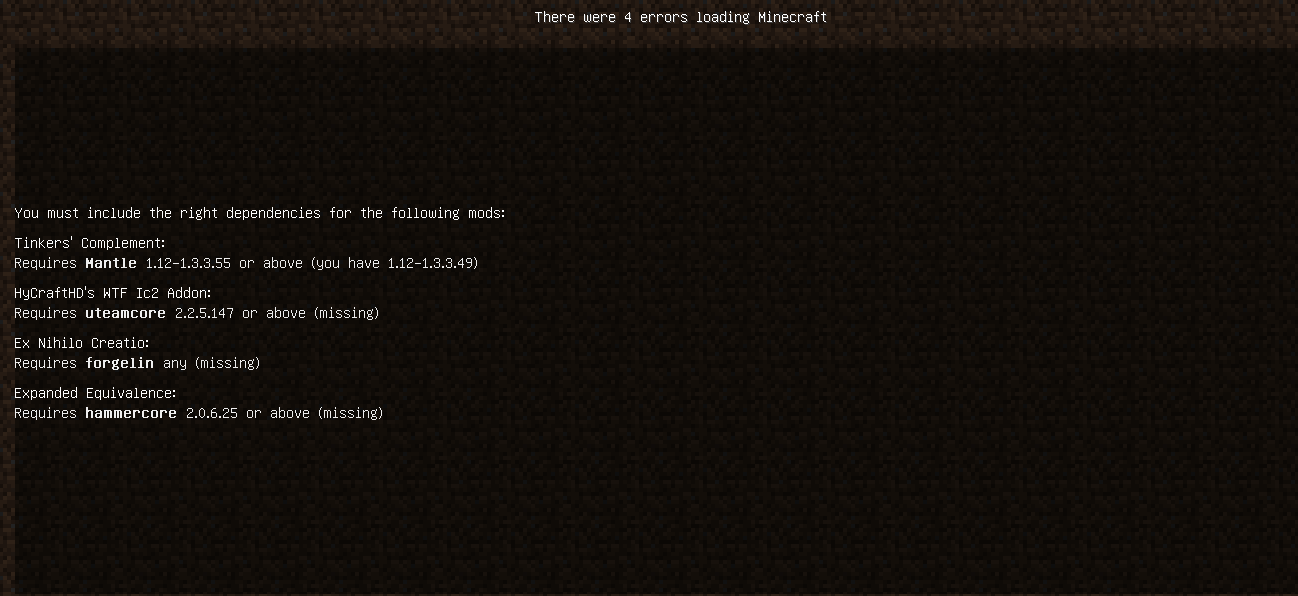 There were 4 errors loading Minecraft
You must include the right dependencies for the following mods:
Tinkers' Complement:
Requires Mantle 1.12-1.3.3.55 or above (you have 1.12-1.3.3.49)
HyCraftHD's WTF Ic2 Addon:
Requires uteamcore 2.2.5.147 or above (missing)
Ex Nihilo Creatio:
Requires forgelin any (missing)
Expanded Equivalence:
Requires hammercore 2.0.6.25 or above (missing)